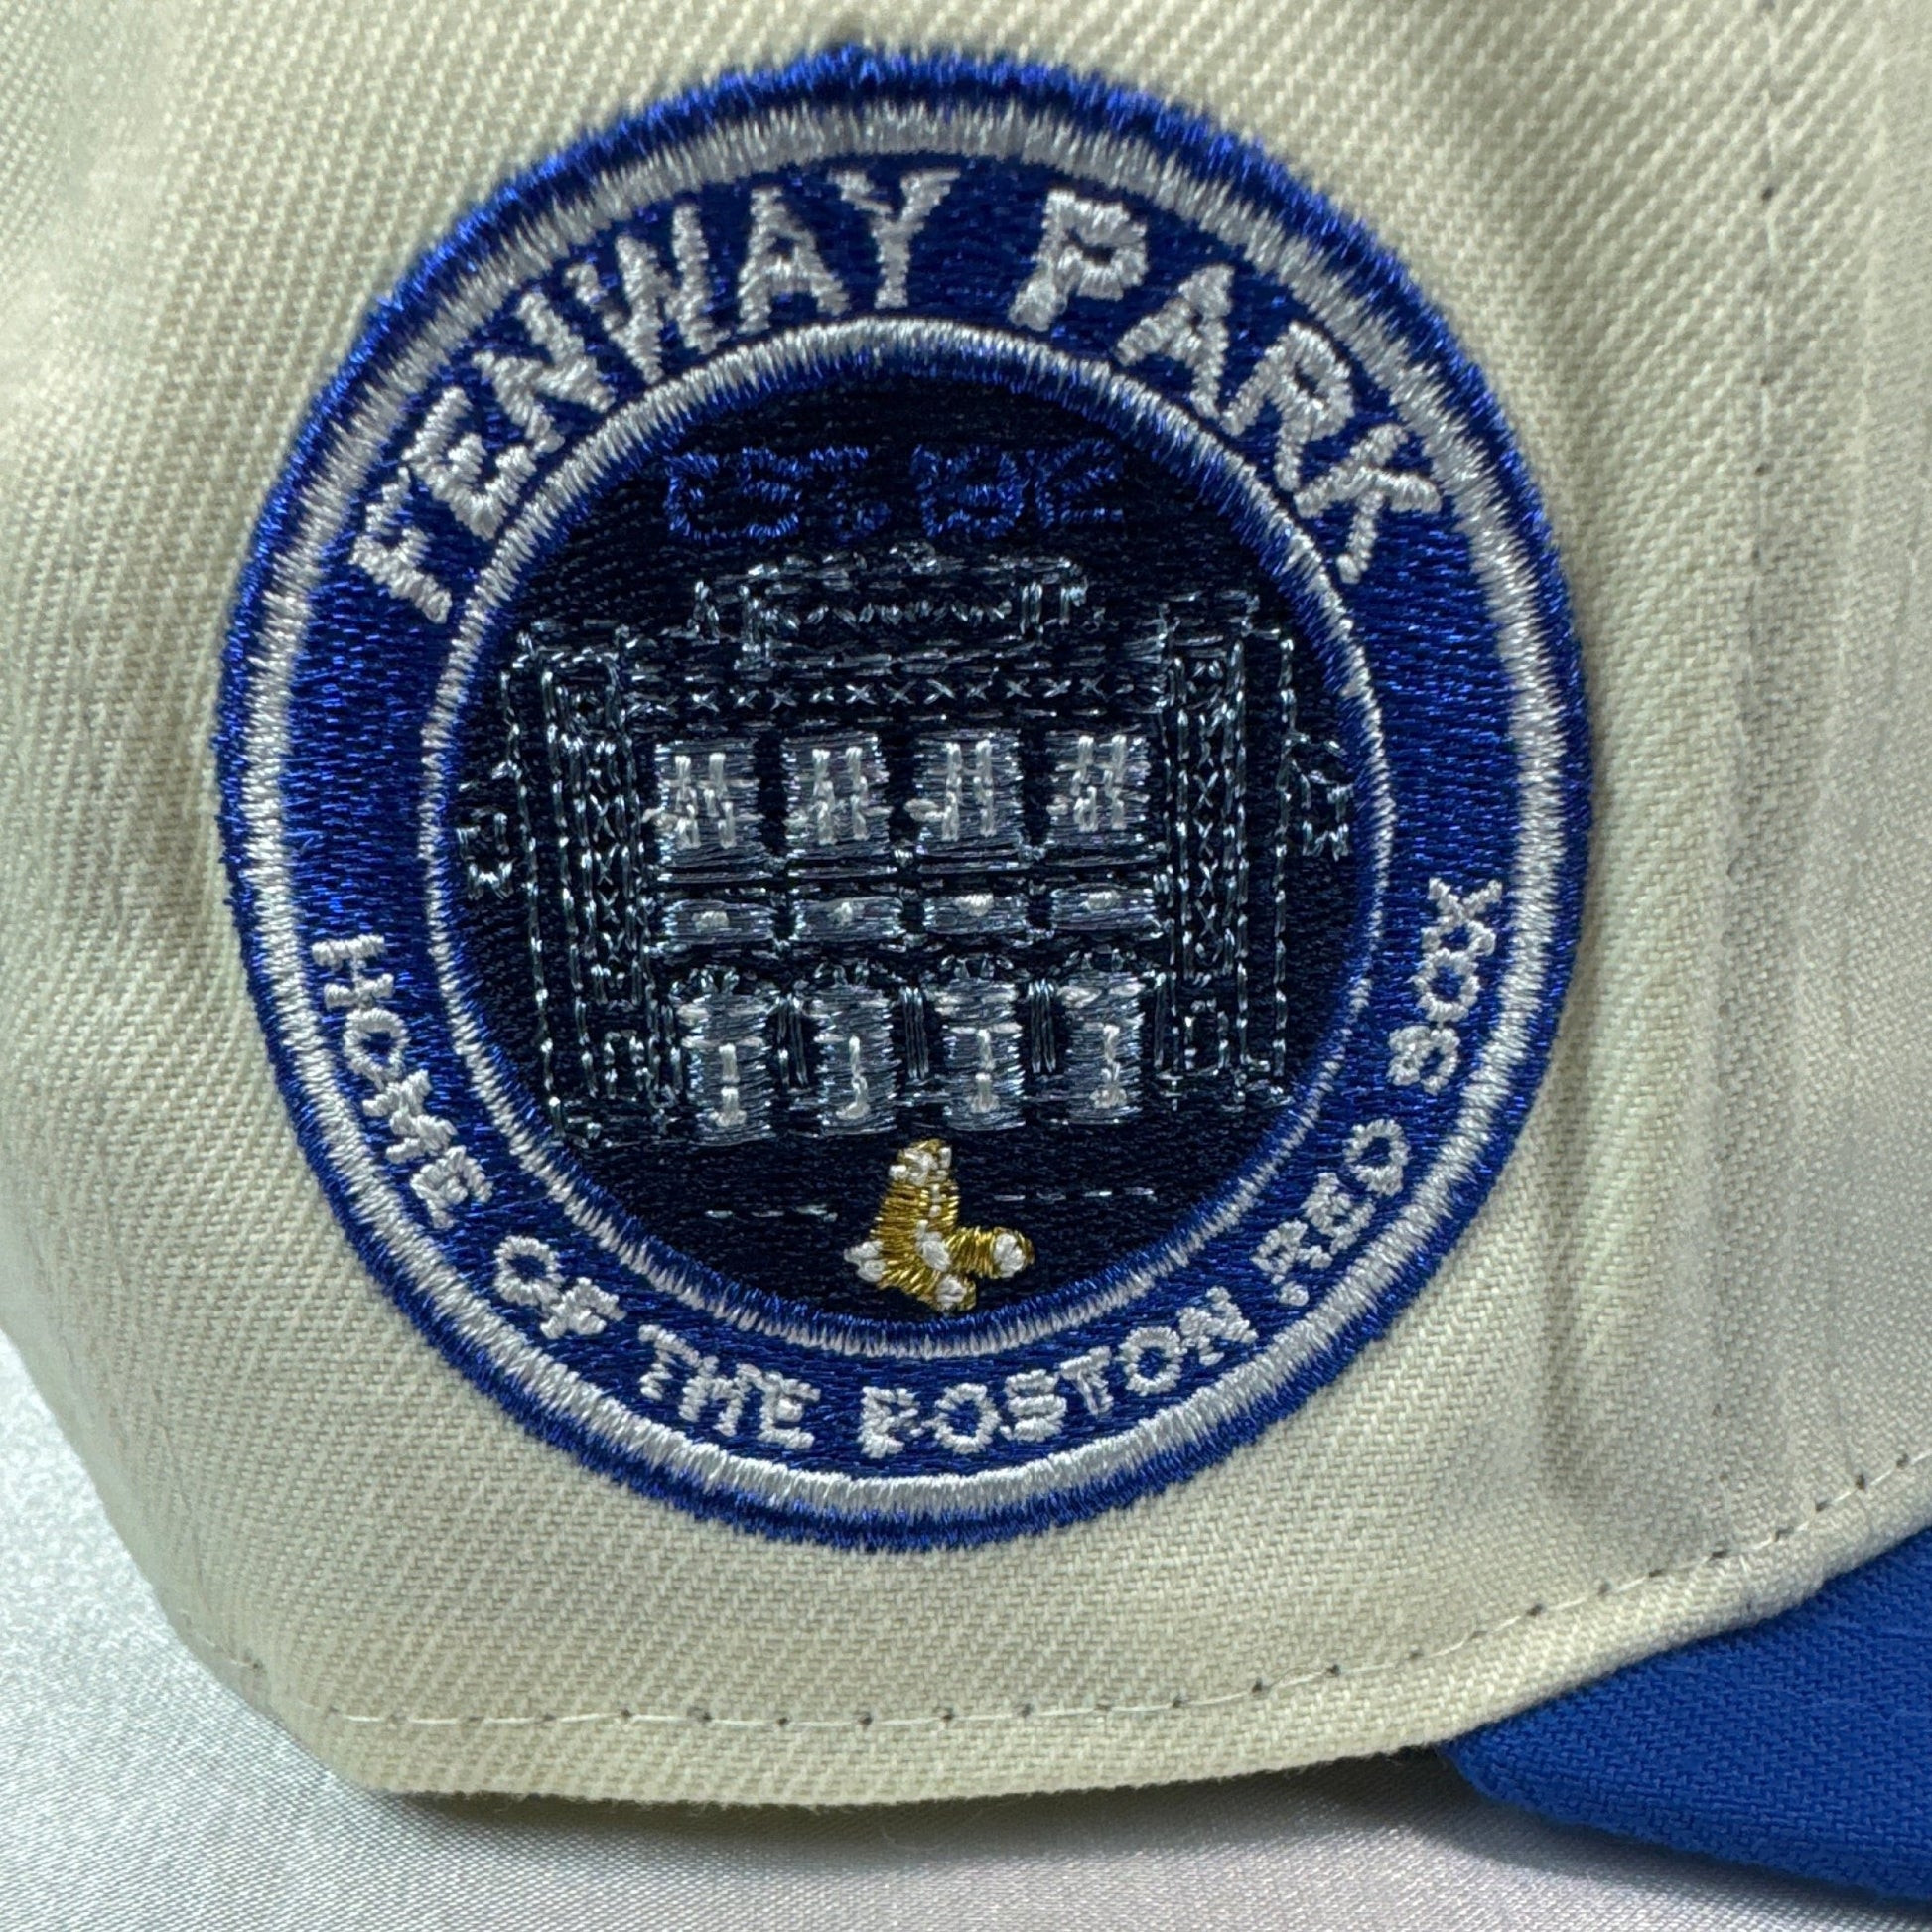 FENWAY PARK
EST. 1912
HOME OF THE BOSTON RED SOX